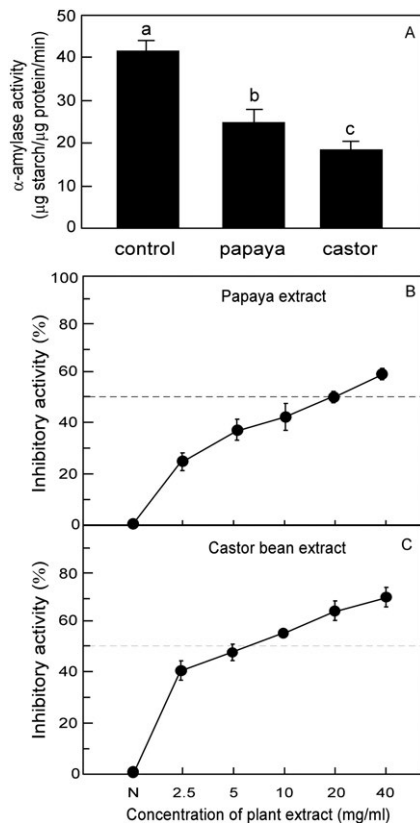 A
50
40
30
20
10
0
α-amylase activity
(μg starch/μg protein/min)
a
b
c
control papaya castor
B
Papaya extract
100
80
60
40
20
0
Inhibitory activity (%)
C
Castor bean extract
80
60
40
20
0
Inhibitory activity (%)
N 2.5 5 10 20 40
Concentration of plant extract (mg/ml)